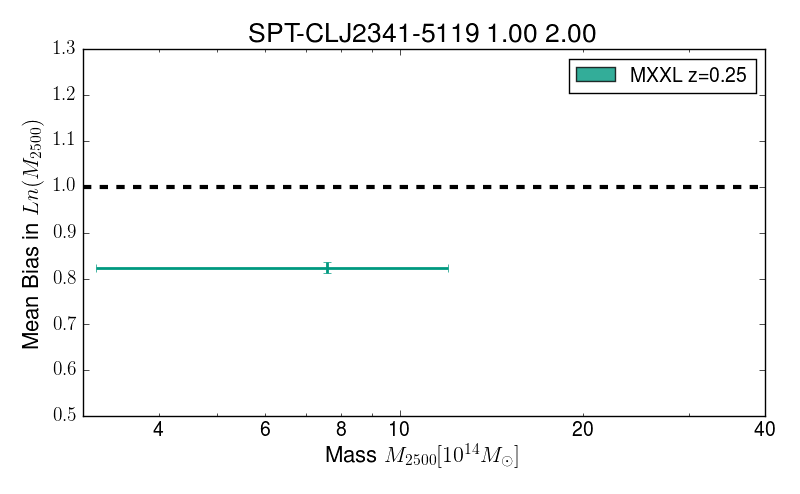 SPT-CLJ2341-5119 1.00 2.00
MXXL z=0.25
Mean Bias in Ln(M₂₅₀₀)
1.3
1.2
1.1
1.0
0.9
0.8
0.7
0.6
0.5
4 6 8 10 20 40
Mass M₂₅₀₀[10¹⁴M☉]